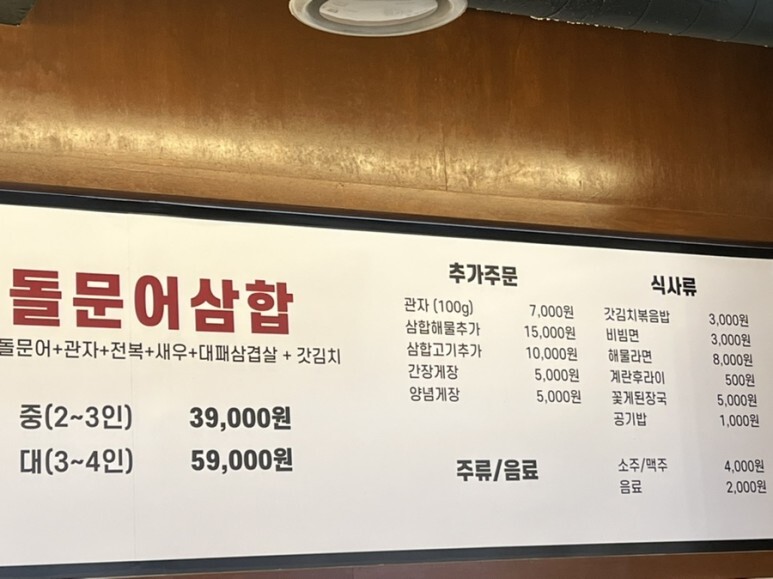 돌문어삼합
돌문어+관자+전복+새우+대패삼겹살 + 갓김치
중(2~3인) 39,000원
대(3~4인) 59,000원
추가주문
관자 (100g) 7,000원
삼합해물추가 15,000원
삼합고기추가 10,000원
간장게장 5,000원
양념게장 5,000원
식사류
갓김치볶음밥 3,000원
비빔면 3,000원
해물라면 8,000원
계란후라이 500원
꽃게된장국 5,000원
공기밥 1,000원
주류/음료
소주/맥주 4,000원
음료 2,000원